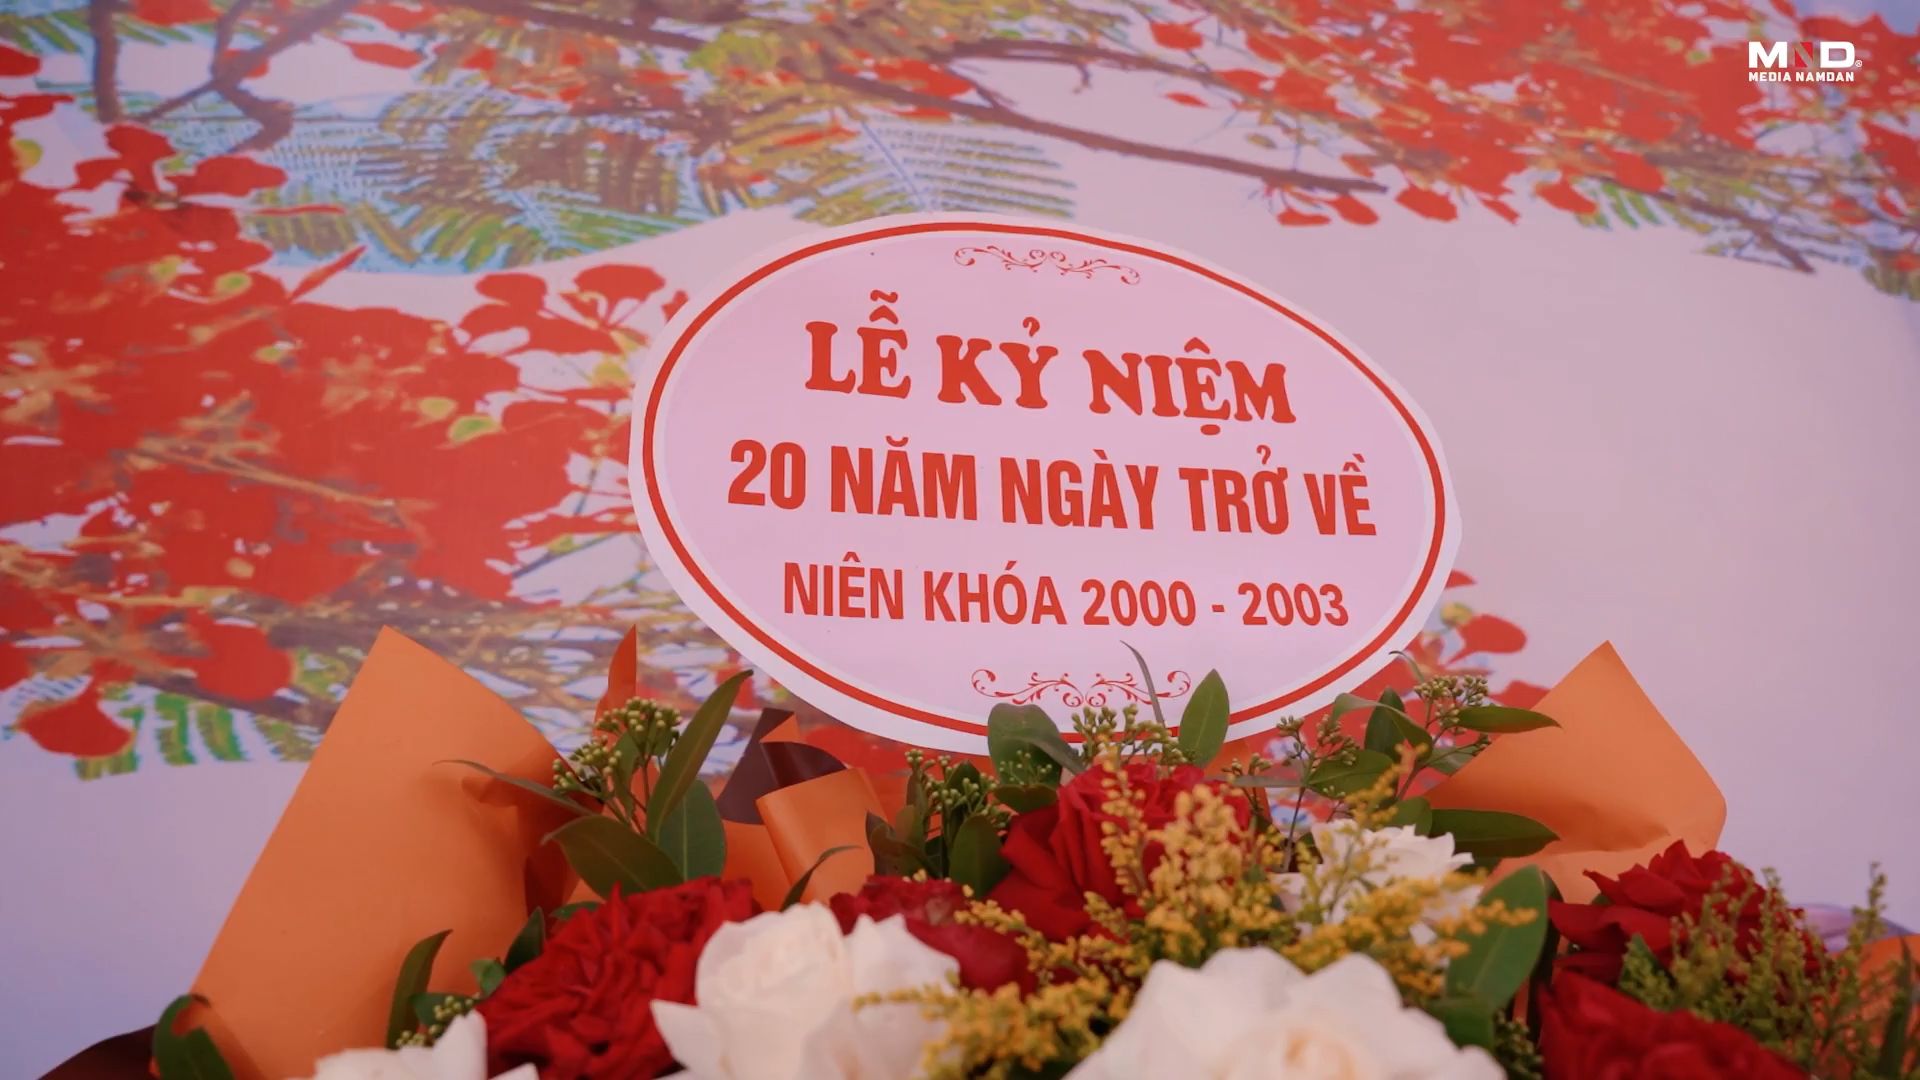 MND®
MEDIA NAMDAN
LỄ KỶ NIỆM
20 NĂM NGÀY TRỞ VỀ
NIÊN KHÓA 2000 - 2003